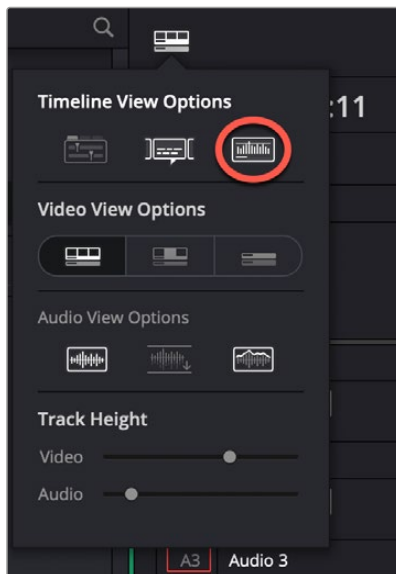 Timeline View Options
:11
Video View Options
Audio View Options
Track Height
Video
Audio
A3 Audio 3